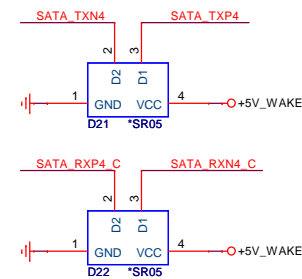 SATA_TXN4 SATA_TXP4
2 3
D2 D1
1 GND VCC 4 +5V_WAKE
D21 *SR05
SATA_RXP4_C SATA_RXN4_C
2 3
D2 D1
1 GND VCC 4 +5V_WAKE
D22 *SR05